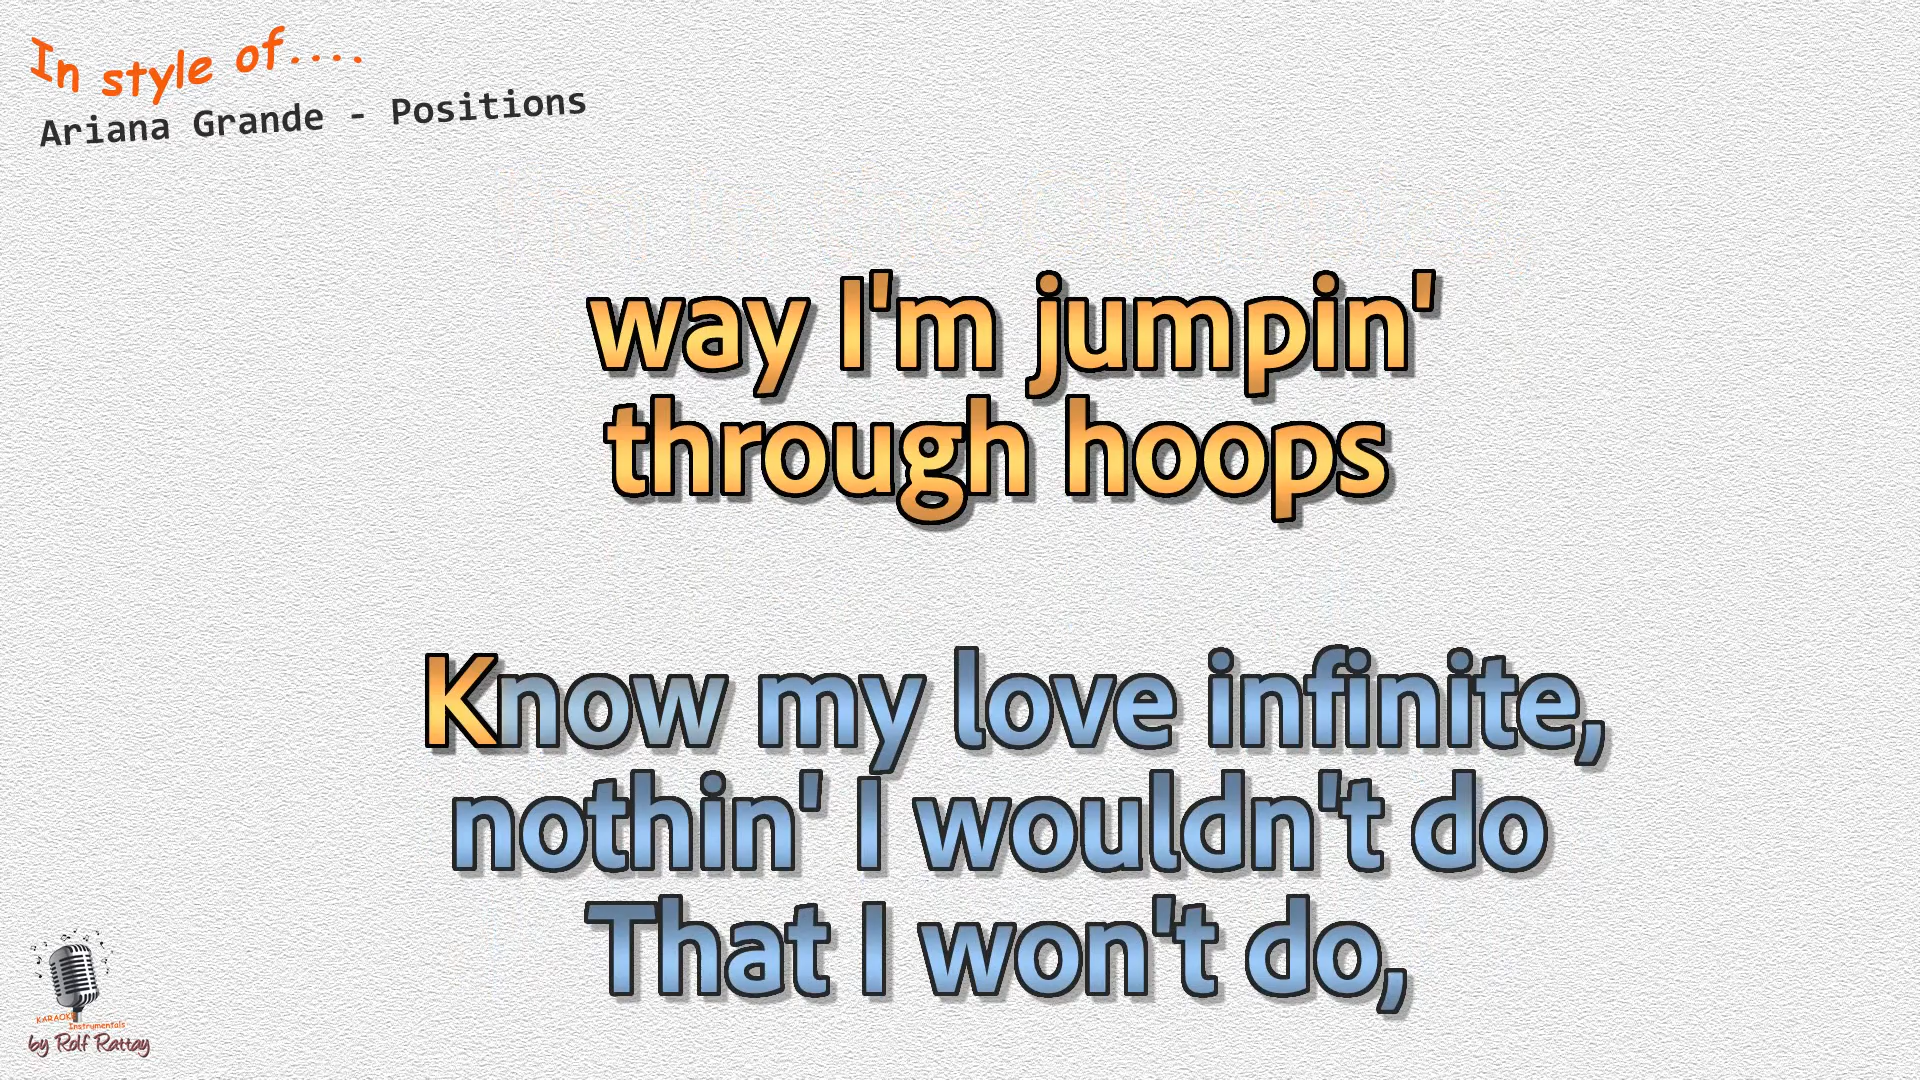 In style of....
Ariana Grande - Positions
way I'm jumpin'
through hoops
Know my love infinite,
nothin' I wouldn't do
That I won't do,
KARAOKE
Instrumentals
by Rolf Rattay